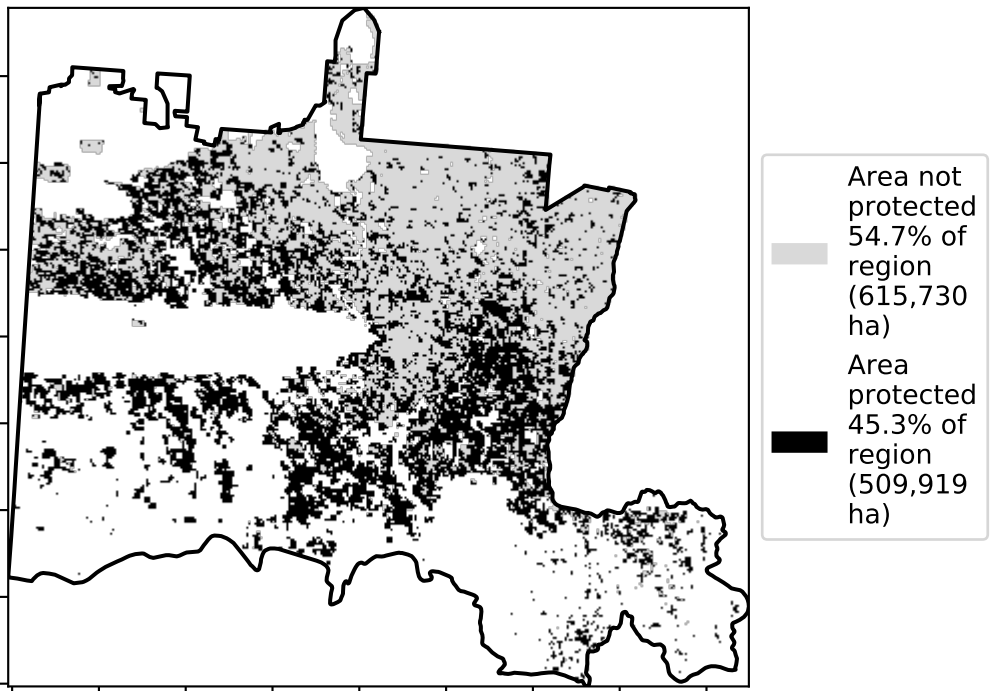 Area not
protected
54.7% of
region
(615,730
ha)
Area
protected
45.3% of
region
(509,919
ha)